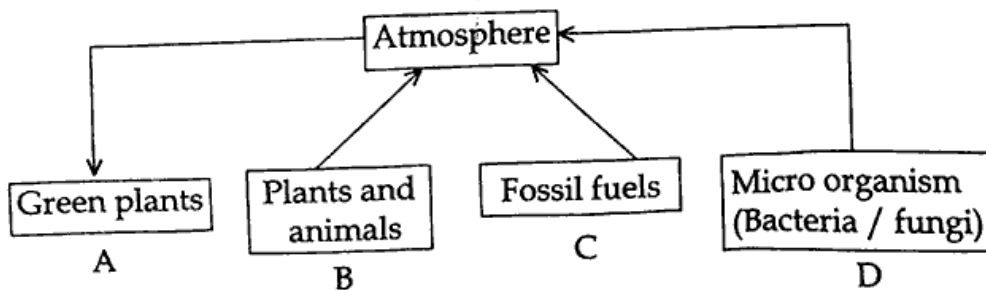 Atmosphere
Green plants
A
Plants and
animals
B
Fossil fuels
C
Micro organism
(Bacteria / fungi)
D